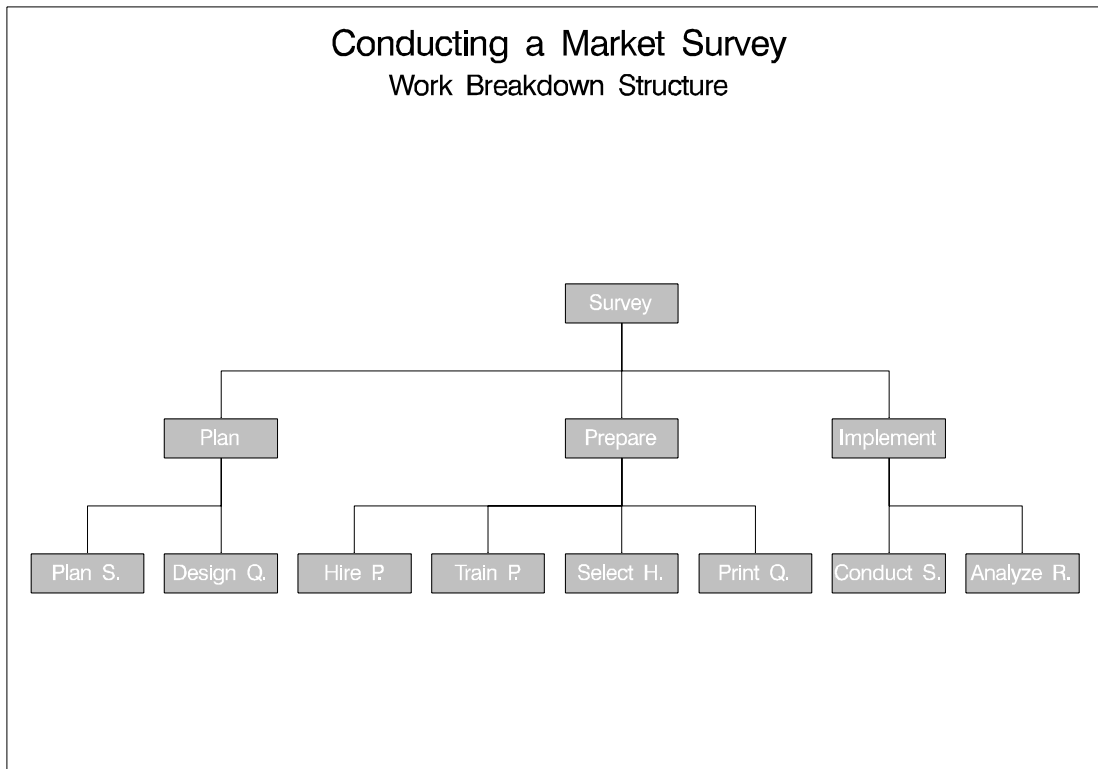 Conducting a Market Survey
Work Breakdown Structure
Survey
Plan
Prepare
Implement
Plan S.
Design Q.
Hire P.
Train P.
Select H.
Print Q.
Conduct S.
Analyze R.